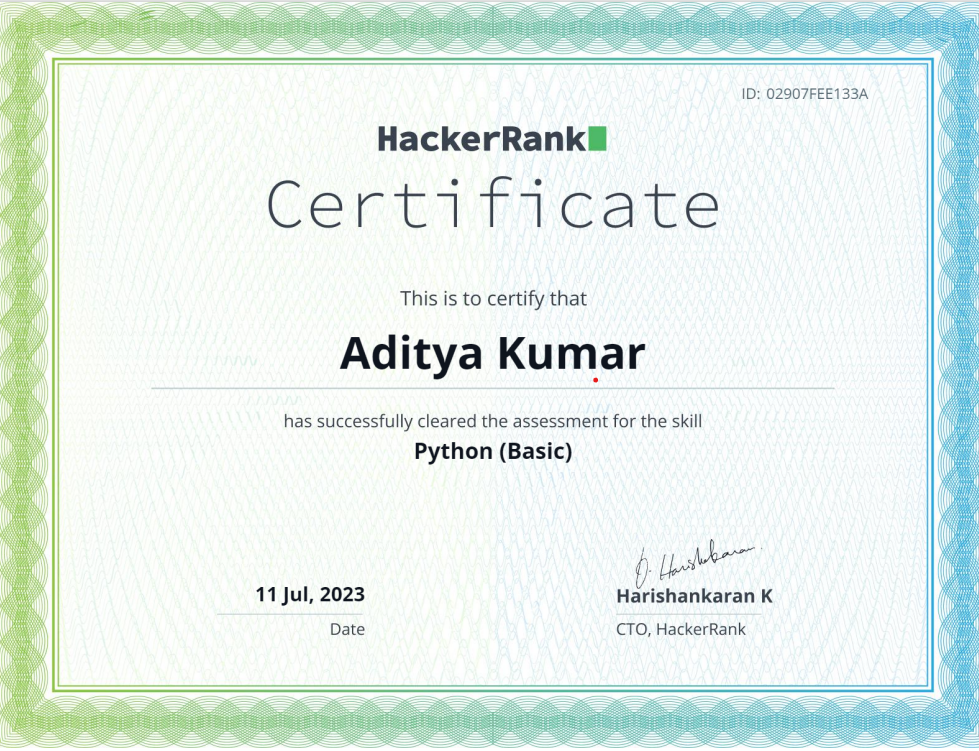 ID: 02907FEE133A
HackerRank
Certificate
This is to certify that
Aditya Kumar
has successfully cleared the assessment for the skill
Python (Basic)
11 Jul, 2023
Date
D. Harishankaran
Harishankaran K
CTO, HackerRank